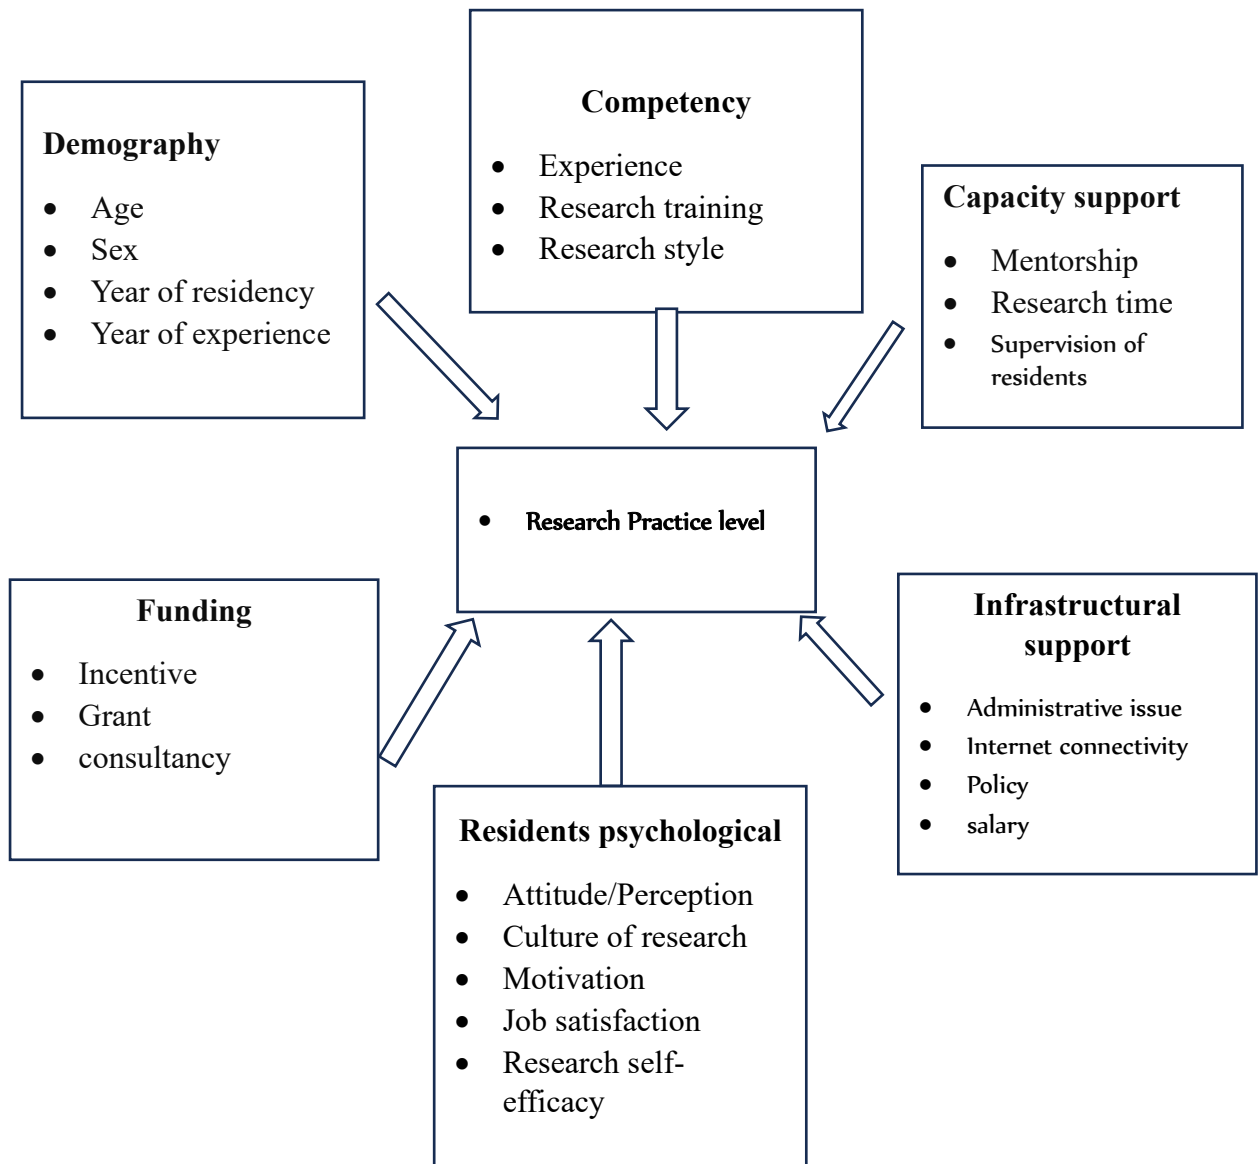 Competency
• Experience
• Research training
• Research style
Demography
• Age
• Sex
• Year of residency
• Year of experience
Capacity support
• Mentorship
• Research time
• Supervision of
residents
• Research Practice level
Funding
• Incentive
• Grant
• consultancy
Infrastructural
support
• Administrative issue
• Internet connectivity
• Policy
• salary
Residents psychological
• Attitude/Perception
• Culture of research
• Motivation
• Job satisfaction
• Research self-
efficacy